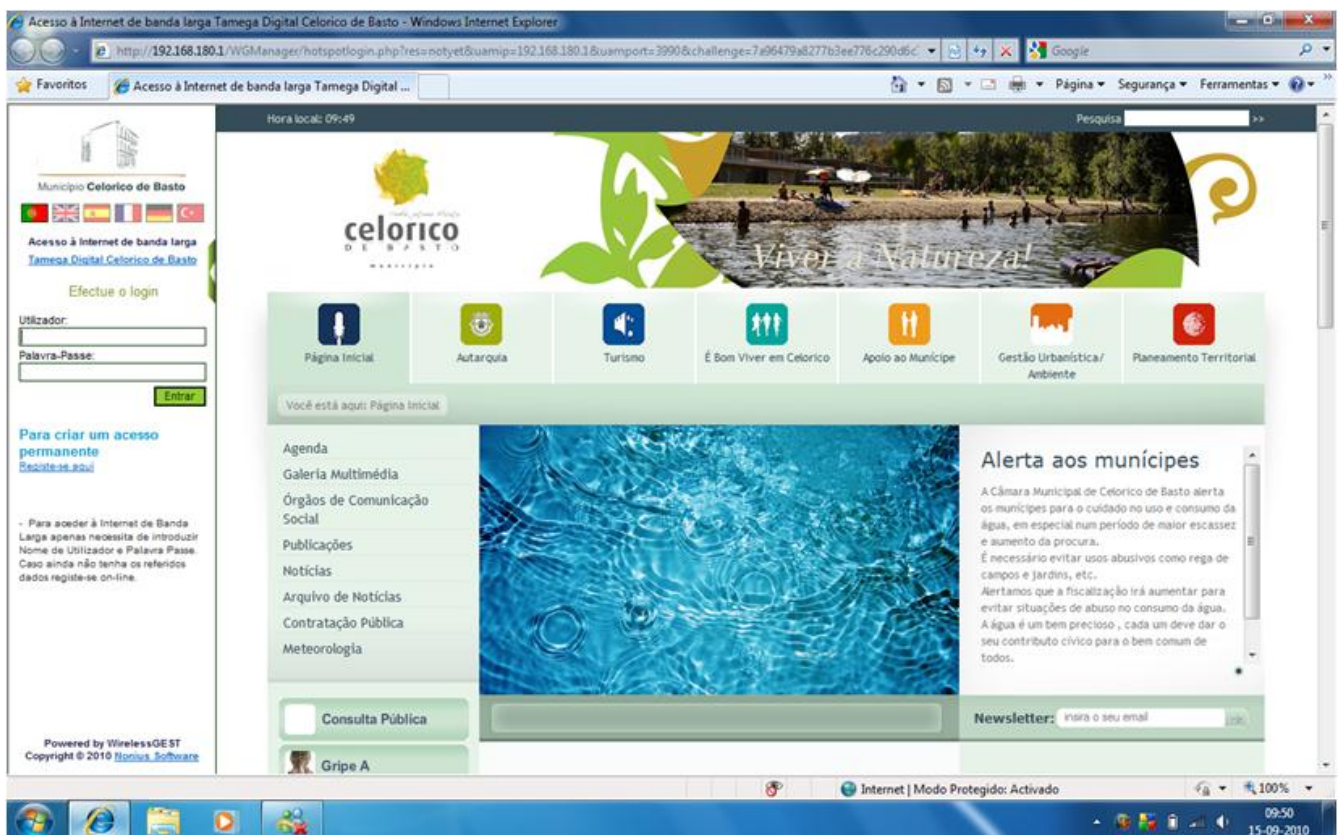 Acesso à Internet de banda larga Tamega Digital Celorico de Basto - Windows Internet Explorer
http://192.168.180.1/WGManager/hotspotlogin.php?res=notyet&uamip=192.168.180.1&uamport=3990&challenge=7a96479a8277b3ee776c290d6c
Google
Favoritos
Acesso à Internet de banda larga Tamega Digital ...
Página
Segurança
Ferramentas
Município Celorico de Basto
Acesso à Internet de banda larga
Tamega Digital Celorico de Basto
Efectue o login
Utilizador:
Palavra-Passe:
Entrar
Para criar um acesso
permanente
Registe-se aqui
- Para aceder à Internet de Banda
Larga apenas necessita de introduzir
Nome de Utilizador e Palavra Passe.
Caso ainda não tenha os referidos
dados registe-se on-line.
Powered by WirelessGEST
Copyright © 2010 Nonius Software
Hora local: 09:49
Pesquisa
>>
celorico
DE BASTO
município
Viver a Natureza!
Página Inicial
Autarquia
Turismo
É Bom Viver em Celorico
Apoio ao Munícipe
Gestão Urbanística/
Ambiente
Planeamento Territorial
Você está aqui: Página Inicial
Agenda
Galeria Multimédia
Órgãos de Comunicação
Social
Publicações
Notícias
Arquivo de Notícias
Contratação Pública
Meteorologia
Consulta Pública
Gripe A
Alerta aos munícipes
A Câmara Municipal de Celorico de Basto alerta
os munícipes para o cuidado no uso e consumo da
água, em especial num período de maior escassez
e aumento da procura.
É necessário evitar usos abusivos como rega de
campos e jardins, etc.
Alertamos que a fiscalização irá aumentar para
evitar situações de abuso no consumo da água.
A água é um bem precioso , cada um deve dar o
seu contributo cívico para o bem comum de
todos.
Newsletter:
insira o seu email
Internet | Modo Protegido: Activado
100%
09:50
15-09-2010